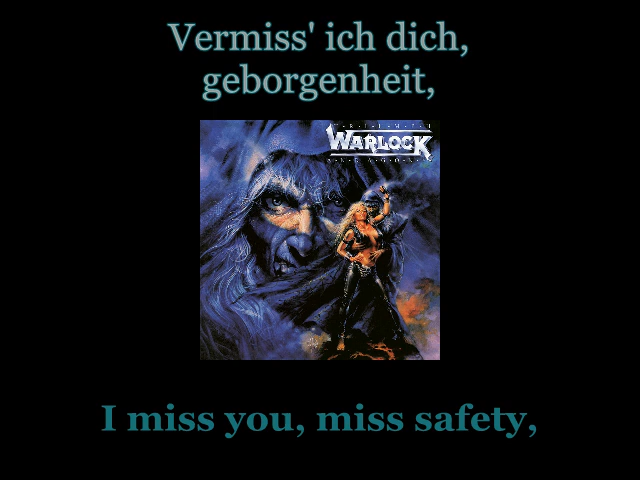 Vermiss' ich dich,
geborgenheit,
WARLOCK
I miss you, miss safety,